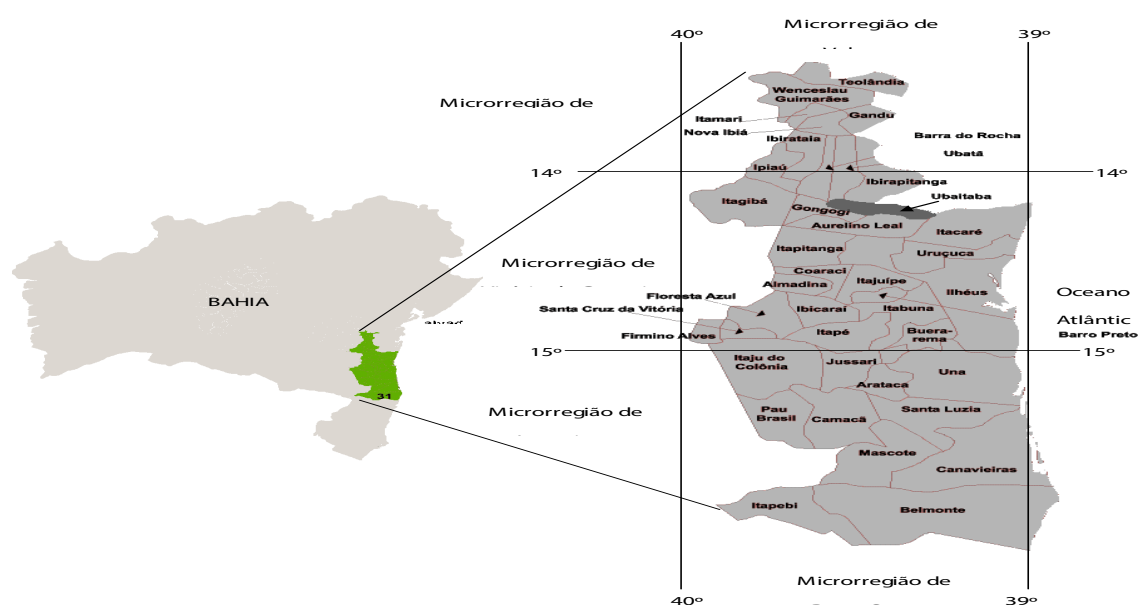 Microrregião de
40º
39º
Teolândia
Wenceslau
Guimarães
Microrregião de
Itamari
Gandu
Nova Ibiá
Ibirataia
Barra do Rocha
Ubatã
Ipiaú
14º
14º
Ibirapitanga
Ubaitaba
Itagibá
Gongogi
Aurelino Leal
Itacaré
Itapitanga
Uruçuca
Microrregião de
Coaraci
Almadina
Itajuípe
Ilhéus
Oceano
BAHIA
Floresta Azul
Santa Cruz da Vitória
Ibicaraí
Itabuna
Atlântic
Firmino Alves
Itapé
Buera-
rema
Barro Preto
15º
15º
Itaju do
Colônia
Jussari
Una
Arataca
31
Microrregião de
Pau
Brasil
Camacã
Santa Luzia
Mascote
Canavieiras
Itapebi
Belmonte
Microrregião de
40º
39º